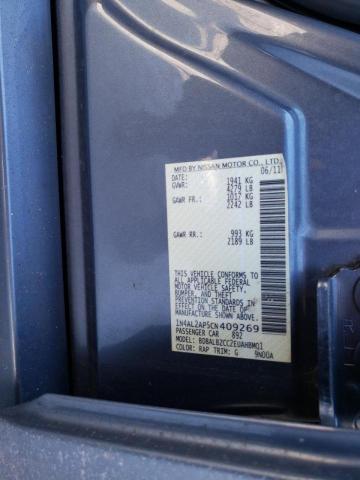 MFD BY NISSAN MOTOR CO., LTD.
DATE: 06/11
GVWR: 1941 KG
4279 LB
GAWR FR: 1017 KG
2242 LB
GAWR RR: 993 KG
2189 LB
THIS VEHICLE CONFORMS TO ALL
APPLICABLE FEDERAL MOTOR
VEHICLE SAFETY, BUMPER, AND
THEFT PREVENTION STANDARDS IN
EFFECT ON THE DATE OF
MANUFACTURE SHOWN ABOVE.
1N4AL2AP5CN409269
PASSENGER CAR 892
MODEL: BDBALBZCCZEUAHBMQ1
COLOR: RAP TRIM: G 9N00A